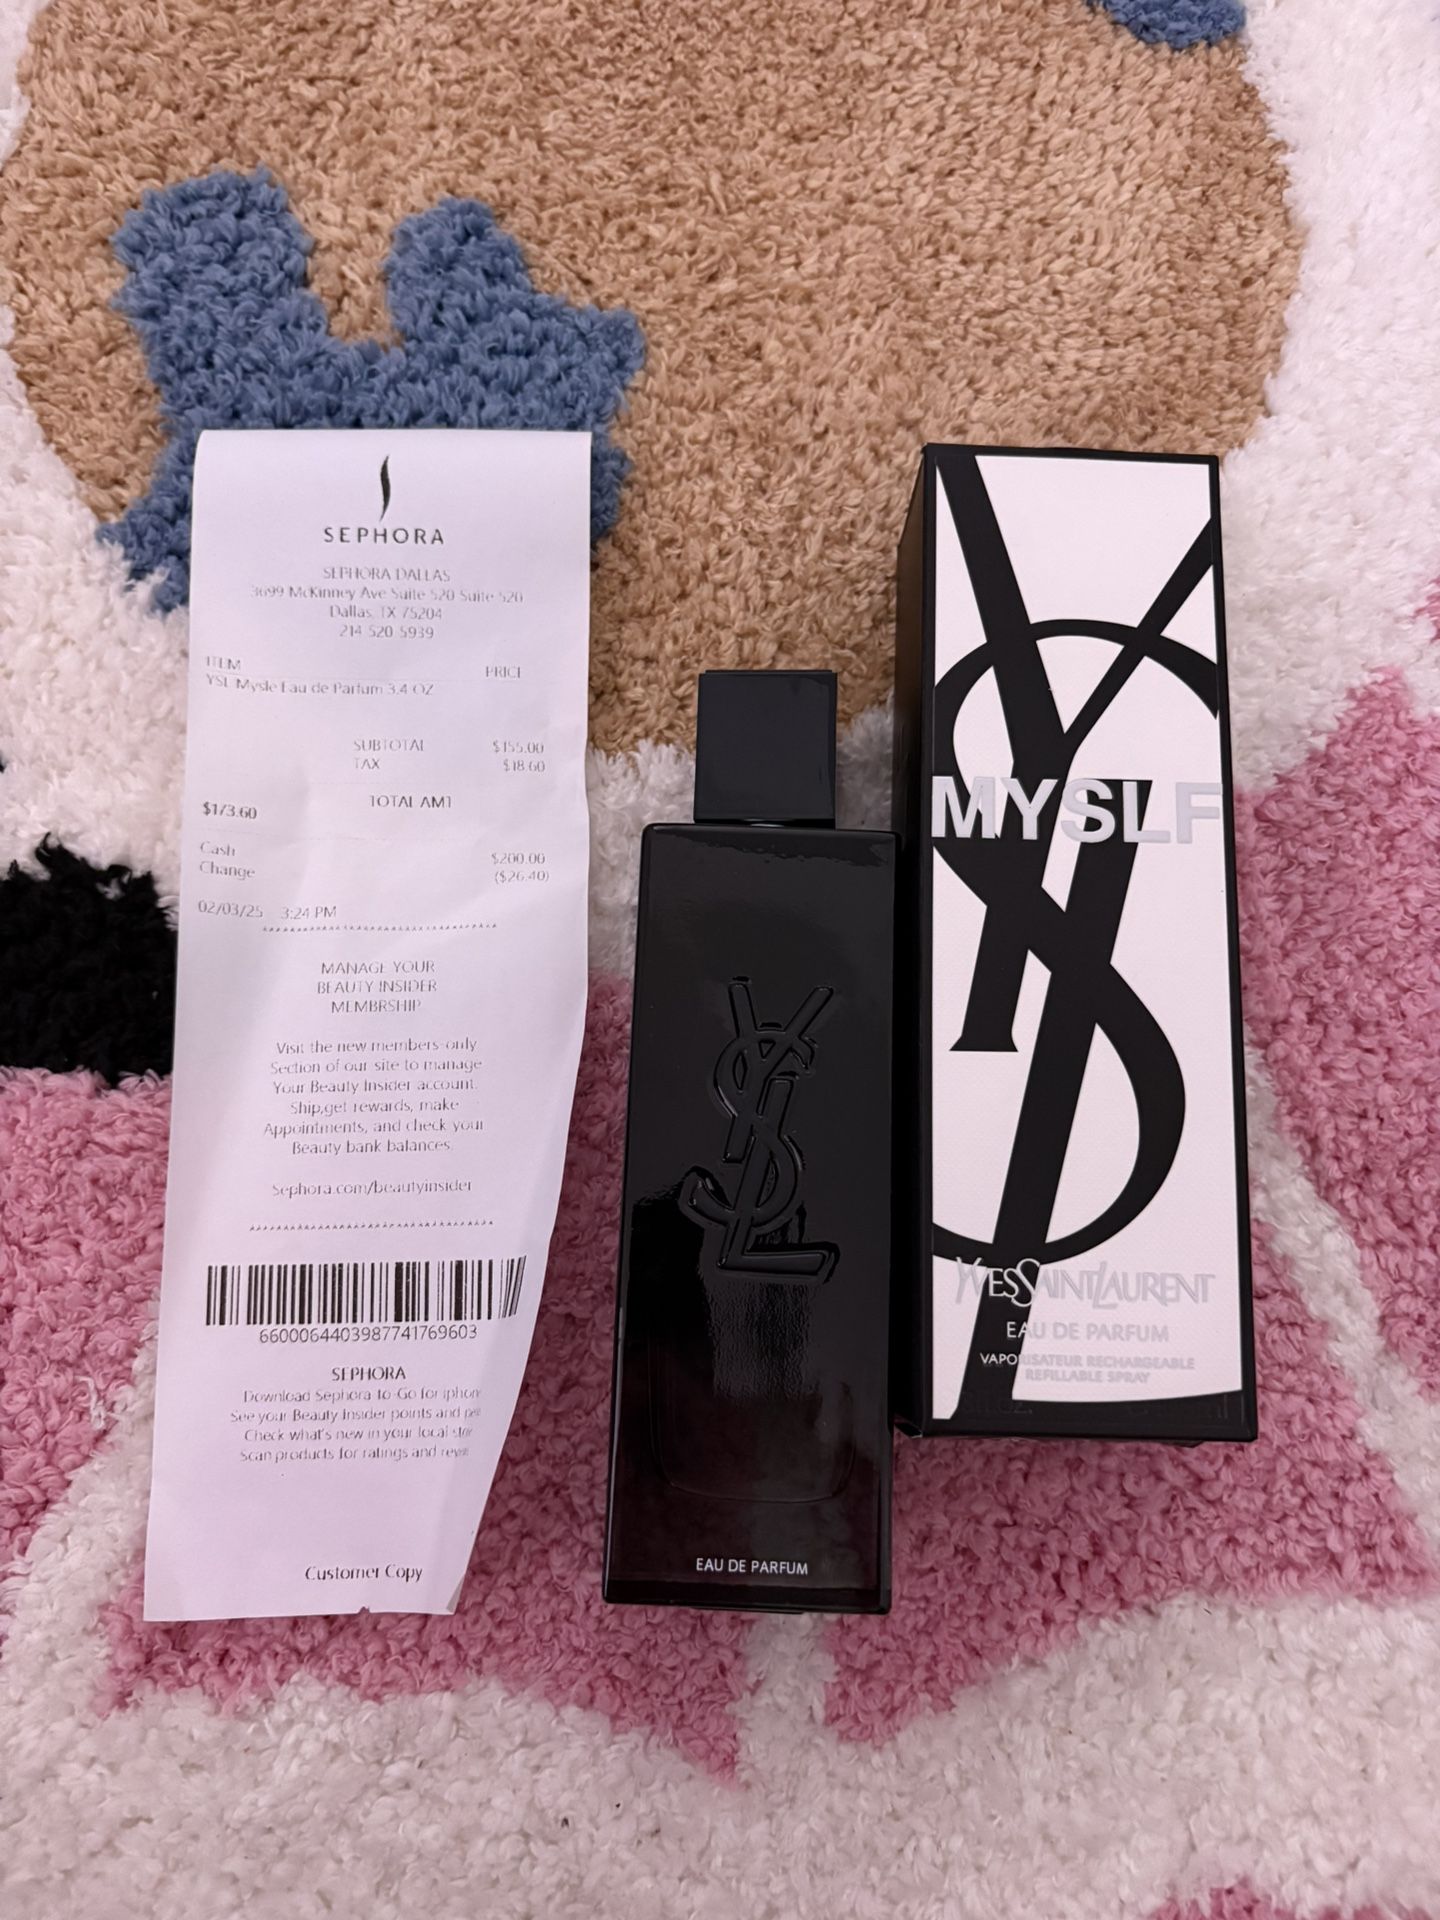 SEPHORA
SEPHORA DALLAS
3699 McKinney Ave Suite 520 Suite 520
Dallas, TX 75204
214-520-5939
ITEM PRICE
YSL Mysle Eau de Parfum 3.4 OZ
SUBTOTAL $155.00
TAX $18.60
TOTAL AMT
$173.60
Cash $200.00
Change ($26.40)
02/03/25 3:24 PM
MANAGE YOUR
BEAUTY INSIDER
MEMBRSHIP
Visit the new members-only
Section of our site to manage
Your Beauty Insider account.
Ship,get rewards, make
Appointments, and check your
Beauty bank balances.
Sephora.com/beautyinsider
6600064403987741769603
SEPHORA
Download Sephora-to-Go for iphon
See your Beauty Insider points and
Check what's new in your local
Scan products for ratings and
Customer Copy
YSL
EAU DE PARFUM
MYSLF
YVESSAINTLAURENT
EAU DE PARFUM
VAPORISATEUR RECHARGEABLE
REFILLABLE SPRAY